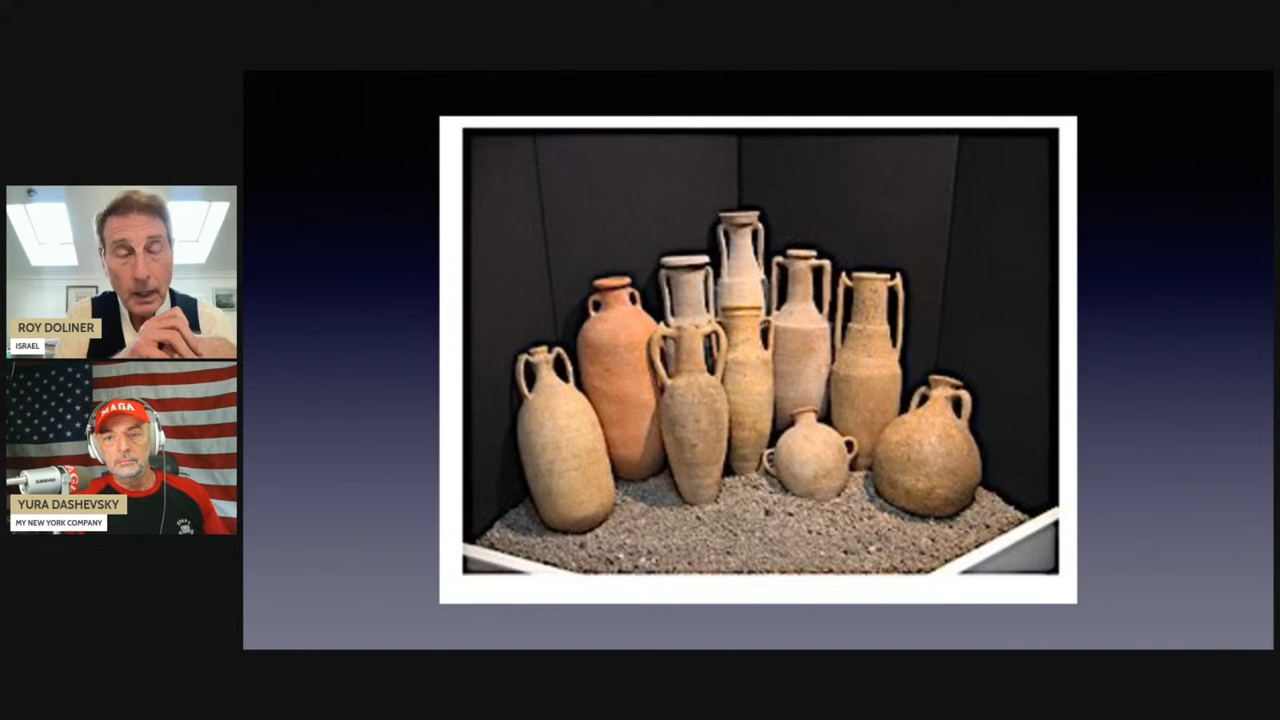 ROY DOLINER
ISRAEL
MAGA
YURA DASHEVSKY
MY NEW YORK COMPANY